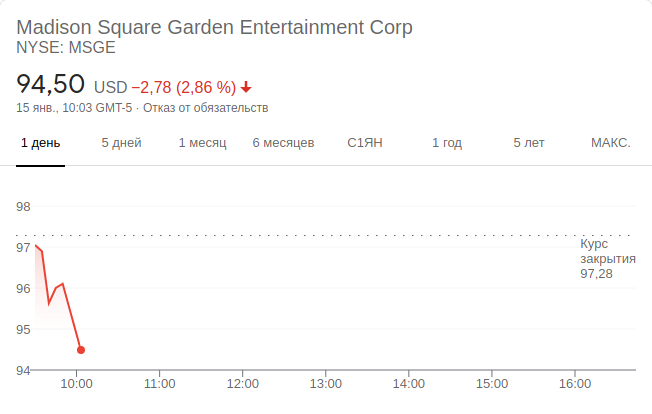 Madison Square Garden Entertainment Corp
NYSE: MSGE
94,50 USD −2,78 (2,86 %)
15 янв., 10:03 GMT-5 · Отказ от обязательств
1 день 5 дней 1 месяц 6 месяцев С1ЯН 1 год 5 лет МАКС.
98
97
96
95
94
Курс
закрытия
97,28
10:00 11:00 12:00 13:00 14:00 15:00 16:00